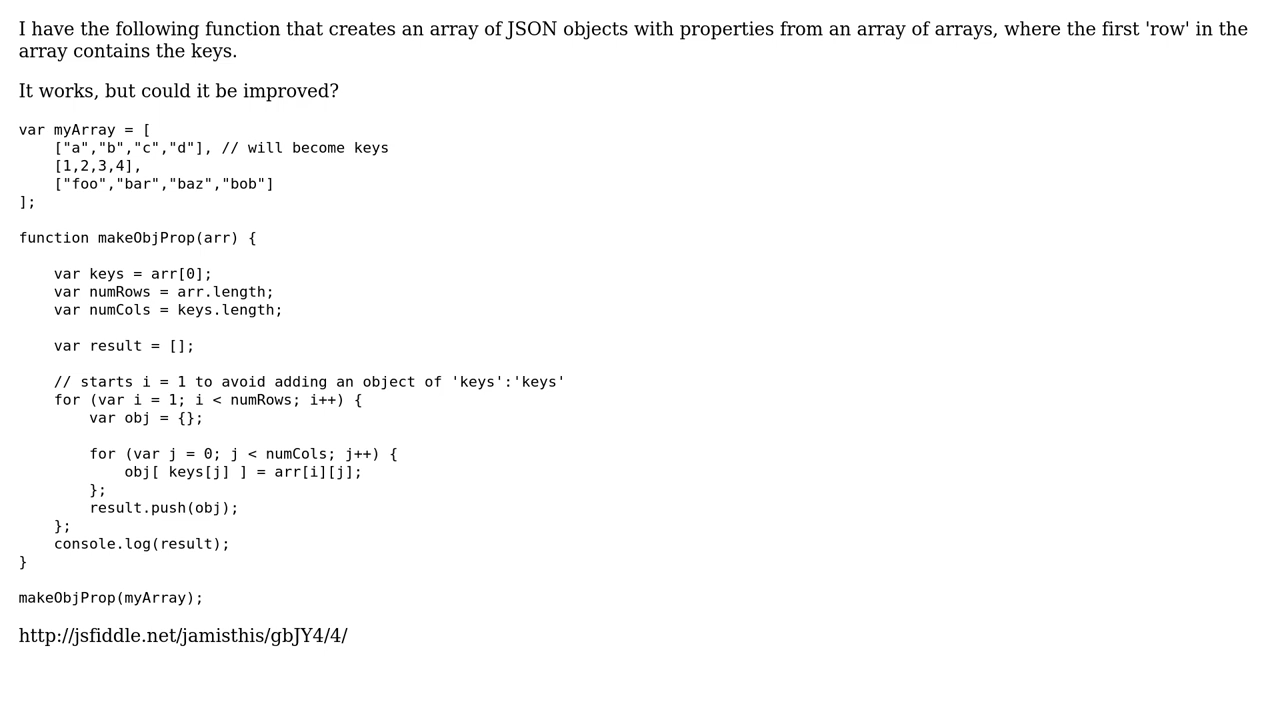 I have the following function that creates an array of JSON objects with properties from an array of arrays, where the first 'row' in the
array contains the keys.
It works, but could it be improved?
var myArray = [
    ["a","b","c","d"], // will become keys
    [1,2,3,4],
    ["foo","bar","baz","bob"]
];
function makeObjProp(arr) {
    var keys = arr[0];
    var numRows = arr.length;
    var numCols = keys.length;
    var result = [];
    // starts i = 1 to avoid adding an object of 'keys':'keys'
    for (var i = 1; i < numRows; i++) {
        var obj = {};
        for (var j = 0; j < numCols; j++) {
            obj[ keys[j] ] = arr[i][j];
        };
        result.push(obj);
    };
    console.log(result);
}
makeObjProp(myArray);
http://jsfiddle.net/jamisthis/gbJY4/4/